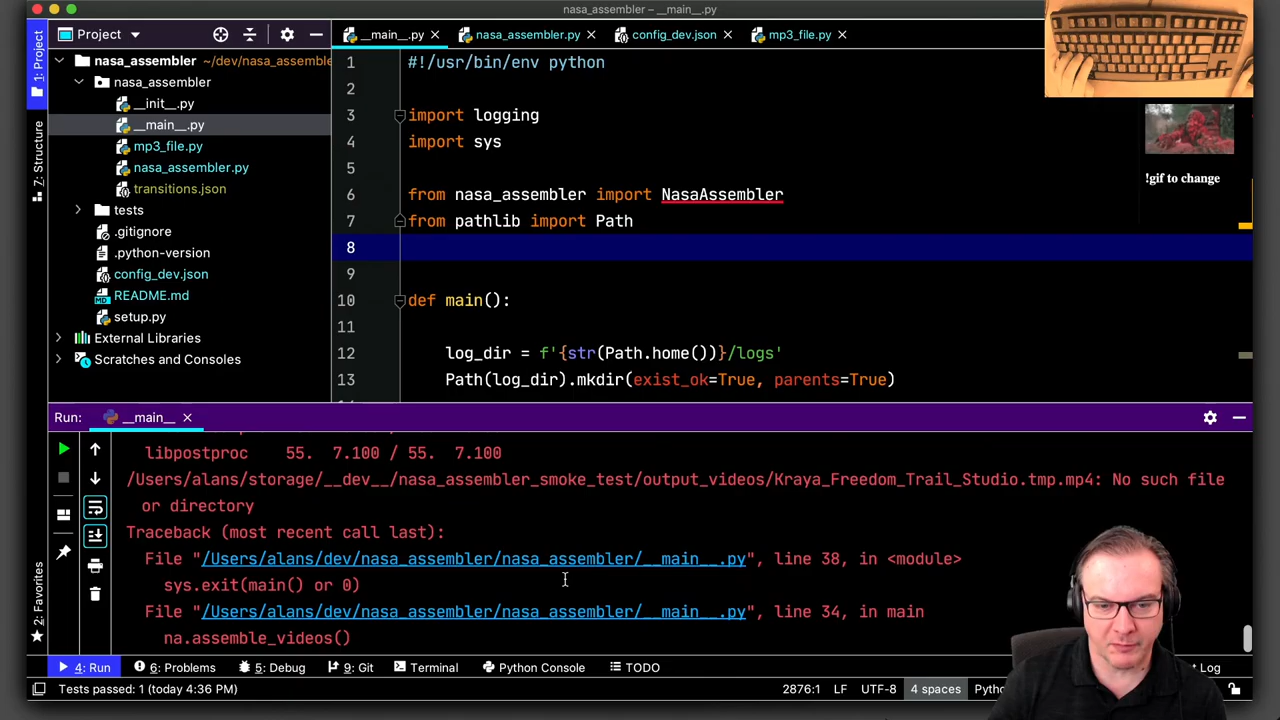 nasa_assembler – __main__.py
Project
__main__.py
nasa_assembler.py
config_dev.json
mp3_file.py
1: Project
7: Structure
2: Favorites
nasa_assembler ~/dev/nasa_assemble
nasa_assembler
__init__.py
__main__.py
mp3_file.py
nasa_assembler.py
transitions.json
tests
.gitignore
.python-version
config_dev.json
README.md
setup.py
External Libraries
Scratches and Consoles
1 #!/usr/bin/env python
2
3 import logging
4 import sys
5
6 from nasa_assembler import NasaAssembler
7 from pathlib import Path
8
9
10 def main():
11
12 log_dir = f'{str(Path.home())}/logs'
13 Path(log_dir).mkdir(exist_ok=True, parents=True)
!gif to change
Run: __main__
libpostproc 55. 7.100 / 55. 7.100
/Users/alans/storage/__dev__/nasa_assembler_smoke_test/output_videos/Kraya_Freedom_Trail_Studio.tmp.mp4: No such file
or directory
Traceback (most recent call last):
File "/Users/alans/dev/nasa_assembler/nasa_assembler/__main__.py", line 38, in <module>
sys.exit(main() or 0)
File "/Users/alans/dev/nasa_assembler/nasa_assembler/__main__.py", line 34, in main
na.assemble_videos()
4: Run 6: Problems 5: Debug 9: Git Terminal Python Console TODO Log
Tests passed: 1 (today 4:36 PM) 2876:1 LF UTF-8 4 spaces